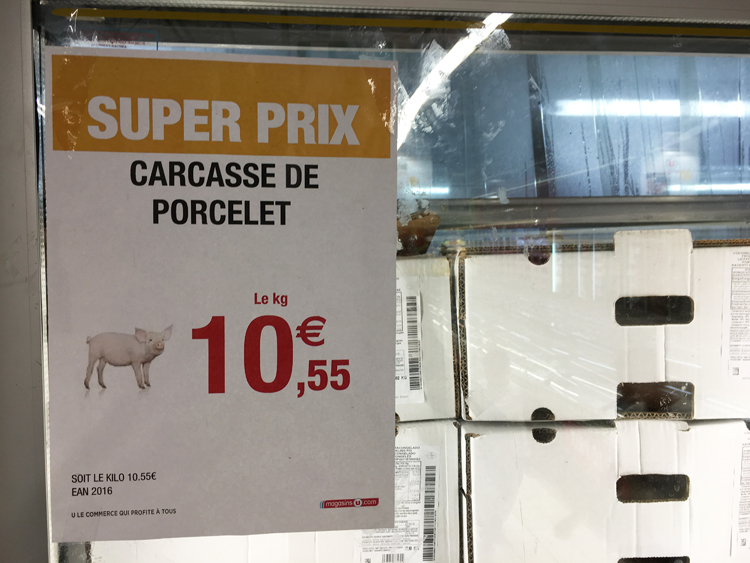 SUPER PRIX
CARCASSE DE
PORCELET
Le kg
10€,55
SOIT LE KILO 10.55€
EAN 2016
U LE COMMERCE QUI PROFITE À TOUS
magasins U .com